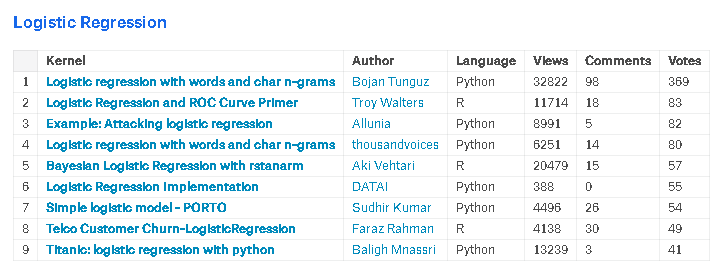 Logistic Regression
Kernel Author Language Views Comments Votes
1 Logistic regression with words and char n-grams Bojan Tunguz Python 32822 98 369
2 Logistic Regression and ROC Curve Primer Troy Walters R 11714 18 83
3 Example: Attacking logistic regression Allunia Python 8991 5 82
4 Logistic regression with words and char n-grams thousandvoices Python 6251 14 80
5 Bayesian Logistic Regression with rstanarm Aki Vehtari R 20479 15 57
6 Logistic Regression Implementation DATAI Python 388 0 55
7 Simple logistic model - PORTO Sudhir Kumar Python 4496 26 54
8 Telco Customer Churn-LogisticRegression Faraz Rahman R 4138 30 49
9 Titanic: logistic regression with python Baligh Mnassri Python 13239 3 41